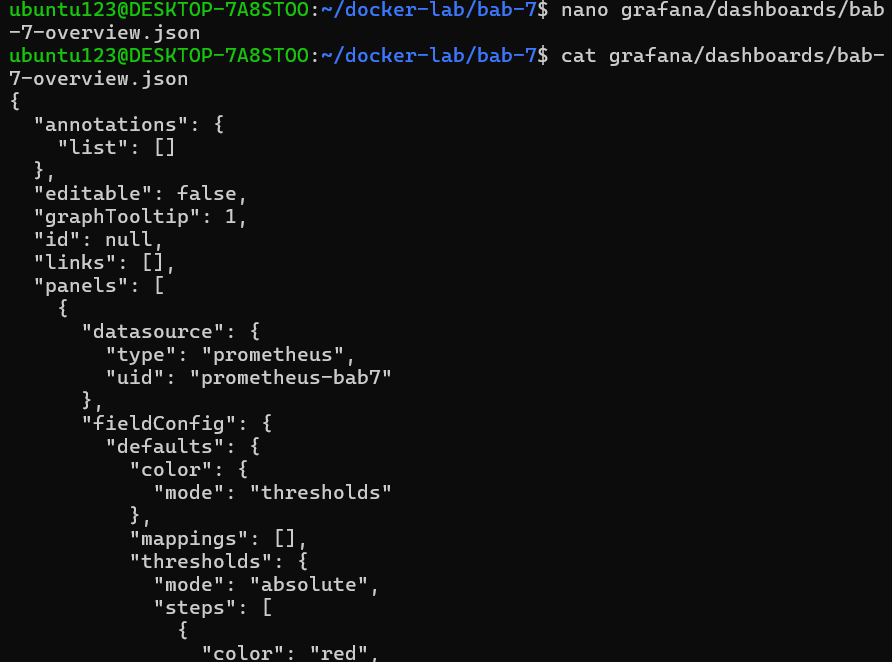 ubuntu123@DESKTOP-7A8STOO:~/docker-lab/bab-7$ nano grafana/dashboards/bab
-7-overview.json
ubuntu123@DESKTOP-7A8STOO:~/docker-lab/bab-7$ cat grafana/dashboards/bab-
7-overview.json
{
  "annotations": {
    "list": []
  },
  "editable": false,
  "graphTooltip": 1,
  "id": null,
  "links": [],
  "panels": [
    {
      "datasource": {
        "type": "prometheus",
        "uid": "prometheus-bab7"
      },
      "fieldConfig": {
        "defaults": {
          "color": {
            "mode": "thresholds"
          },
          "mappings": [],
          "thresholds": {
            "mode": "absolute",
            "steps": [
              {
                "color": "red",